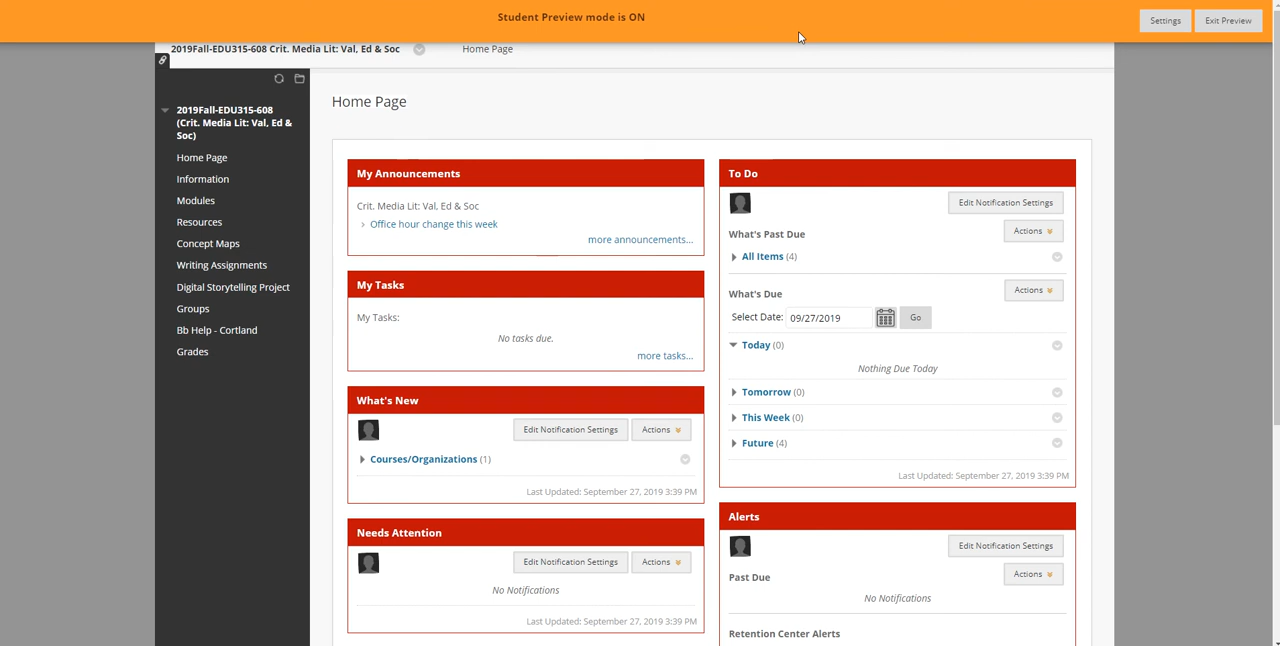 Student Preview mode is ON
Settings
Exit Preview
2019Fall-EDU315-608 Crit. Media Lit: Val, Ed & Soc
Home Page
2019Fall-EDU315-608
(Crit. Media Lit: Val, Ed &
Soc)
Home Page
Information
Modules
Resources
Concept Maps
Writing Assignments
Digital Storytelling Project
Groups
Bb Help - Cortland
Grades
Home Page
My Announcements
Crit. Media Lit: Val, Ed & Soc
Office hour change this week
more announcements...
My Tasks
My Tasks:
No tasks due.
more tasks...
What's New
Edit Notification Settings
Actions
Courses/Organizations (1)
Last Updated: September 27, 2019 3:39 PM
Needs Attention
Edit Notification Settings
Actions
No Notifications
Last Updated: September 27, 2019 3:39 PM
To Do
Edit Notification Settings
What's Past Due
Actions
All Items (4)
What's Due
Actions
Select Date: 09/27/2019 Go
Today (0)
Nothing Due Today
Tomorrow (0)
This Week (0)
Future (4)
Last Updated: September 27, 2019 3:39 PM
Alerts
Edit Notification Settings
Past Due
Actions
No Notifications
Retention Center Alerts